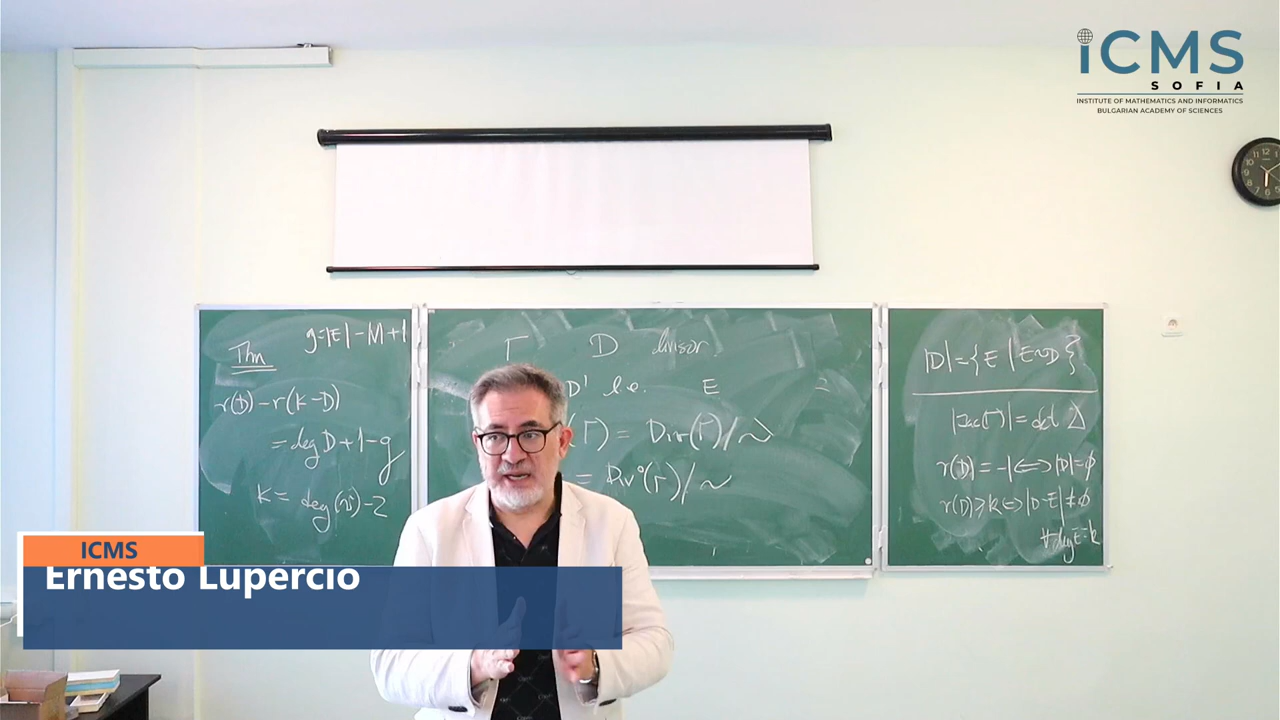 iCMS
SOFIA
INSTITUTE OF MATHEMATICS AND INFORMATICS
BULGARIAN ACADEMY OF SCIENCES
Thm
g=|E|-|V|+1
r(D)-r(K-D)
=deg D+1-g
K= deg(vi)-2
Γ D divisor
D' l.e. E
(Γ) = Div(Γ)/~
= Div°(Γ)/~
|D|={E | E~D}
|Jac(Γ)|=det Δ
r(D)=-1⇔|D|=ϕ
r(D)≥k⇔|D-E|≠ϕ
∀deg E=k
ICMS
Ernesto Lupercio